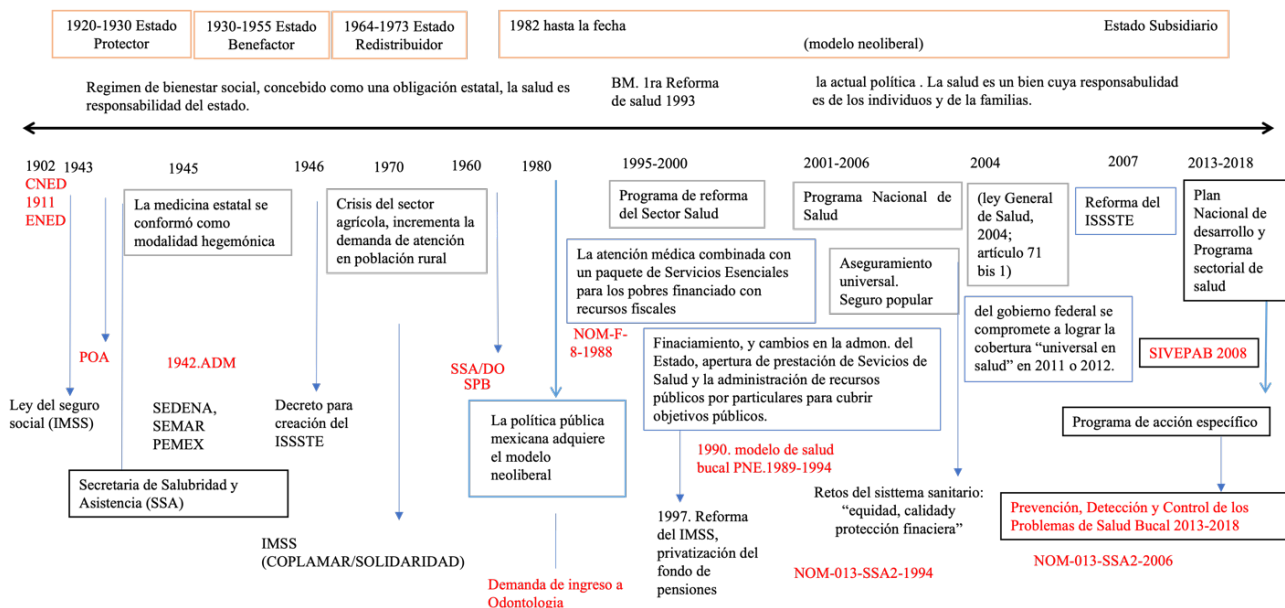 1920-1930 Estado
Protector
1930-1955 Estado
Benefactor
1964-1973 Estado
Redistribuidor
1982 hasta la fecha
Estado Subsidiario
(modelo neoliberal)
Regimen de bienestar social, concebido como una obligación estatal, la salud es
responsabilidad del estado.
BM. 1ra Reforma
de salud 1993
la actual política . La salud es un bien cuya responsabulidad
es de los individuos y de la familias.
1902
CNED
1911
ENED
1943
1945
1946
1970
1960
1980
1995-2000
2001-2006
2004
2007
2013-2018
La medicina estatal se
conformó como
modalidad hegemónica
Crisis del sector
agrícola, incrementa la
demanda de atención
en población rural
Programa de reforma
del Sector Salud
Programa Nacional de
Salud
(ley General
de Salud,
2004;
artículo 71
bis 1)
Reforma del
ISSSTE
Plan
Nacional de
desarrollo y
Programa
sectorial de
salud
La atención médica combinada con
un paquete de Servicios Esenciales
para los pobres financiado con
recursos fiscales
Aseguramiento
universal.
Seguro popular
del gobierno federal se
compromete a lograr la
cobertura “universal en
salud” en 2011 o 2012.
POA
1942.ADM
SSA/DO
SPB
NOM-F-
8-1988
Finaciamiento, y cambios en la admon. del
Estado, apertura de prestación de Sevicios de
Salud y la administración de recursos
públicos por particulares para cubrir
objetivos públicos.
SIVEPAB 2008
Ley del seguro
social (IMSS)
SEDENA,
SEMAR
PEMEX
Decreto para
creación del
ISSSTE
La política pública
mexicana adquiere
el modelo
neoliberal
Programa de acción específico
1990. modelo de salud
bucal PNE.1989-1994
Secretaria de Salubridad y
Asistencia (SSA)
Retos del sisttema sanitario:
“equidad, calidady
protección finaciera”
Prevención, Detección y Control de los
Problemas de Salud Bucal 2013-2018
1997. Reforma
del IMSS,
privatización del
fondo de
pensiones
IMSS
(COPLAMAR/SOLIDARIDAD)
NOM-013-SSA2-1994
NOM-013-SSA2-2006
Demanda de ingreso a
Odontologia